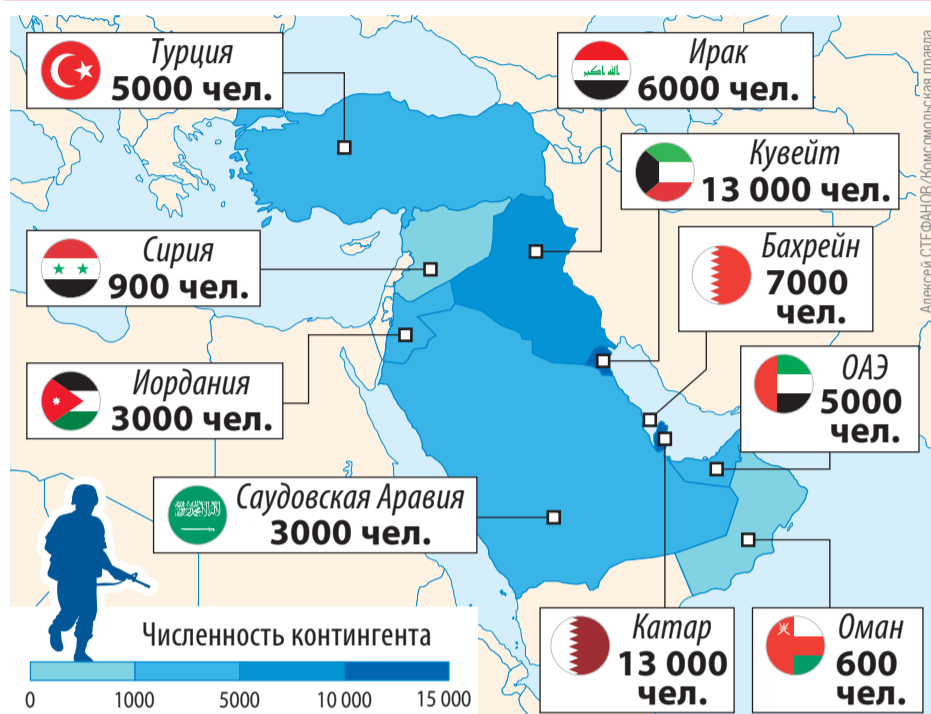 Турция
5000 чел.
Ирак
6000 чел.
Кувейт
13 000 чел.
Сирия
900 чел.
Бахрейн
7000
чел.
Иордания
3000 чел.
ОАЭ
5000
чел.
Саудовская Аравия
3000 чел.
Катар
13 000
чел.
Оман
600
чел.
Численность контингента
0 1000 5000 10 000 15 000
Алексей СТЕФАНОВ/Комсомольская правда